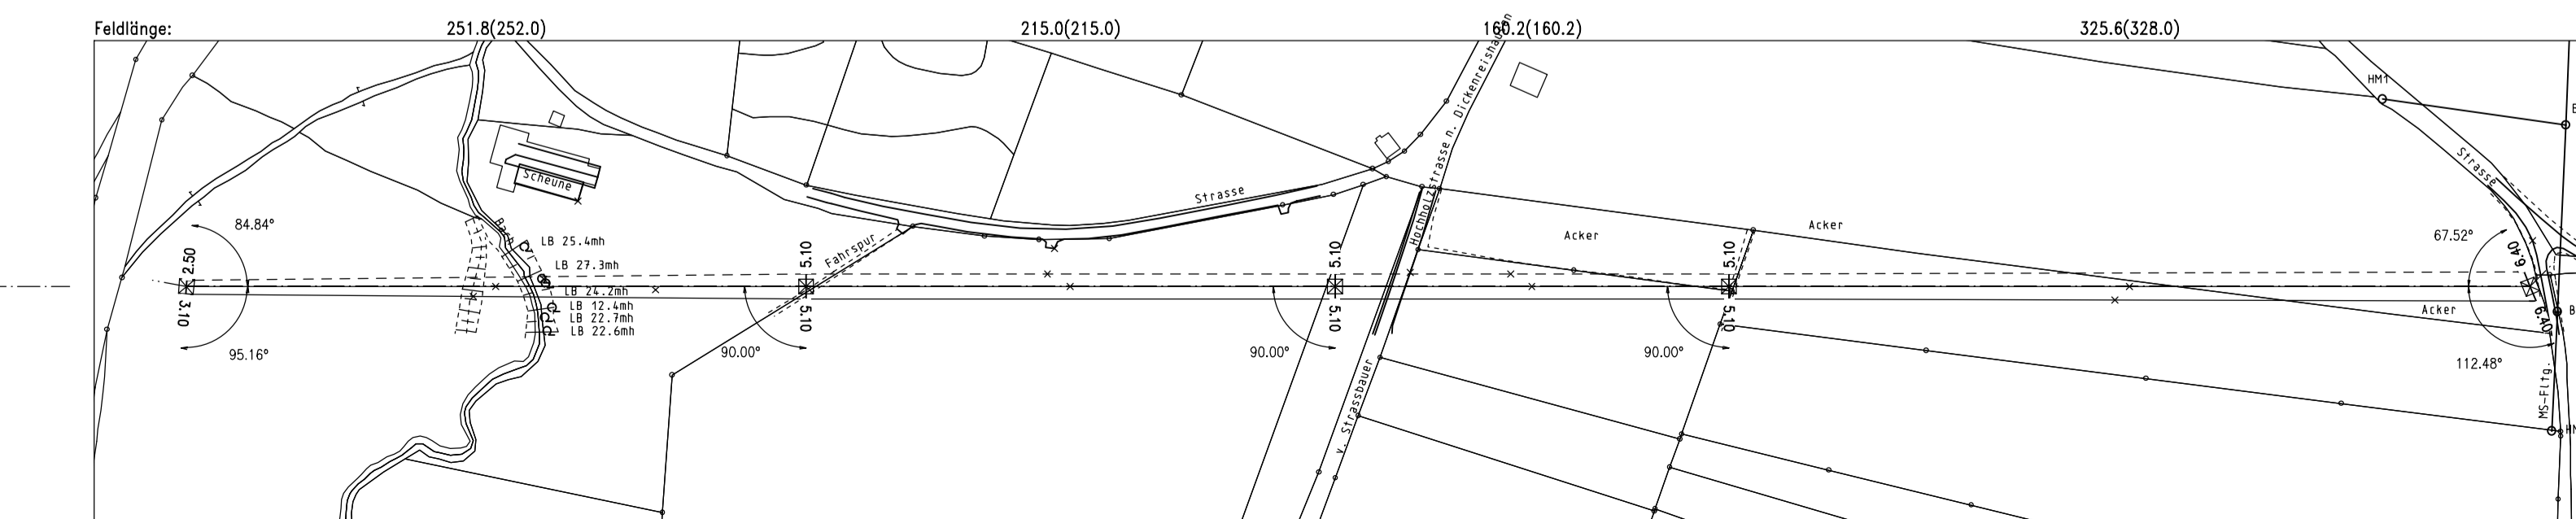 Feldlänge:
251.8(252.0)
215.0(215.0)
160.2(160.2)
325.6(328.0)
HM1
Hochholzstrasse n. Dickenreishausen
Strasse
Scheune
Strasse
84.84°
Bach
LB 25.4mh
LB 27.3mh
LB 24.2mh
LB 12.4mh
LB 22.7mh
LB 22.6mh
Fahrspur
Acker
Acker
67.52°
2.50
5.10
5.10
5.10
6.40
3.10
5.10
5.10
5.10
6.40
Acker
95.16°
90.00°
90.00°
90.00°
112.48°
v. Strassbauer
MS-Fltg.